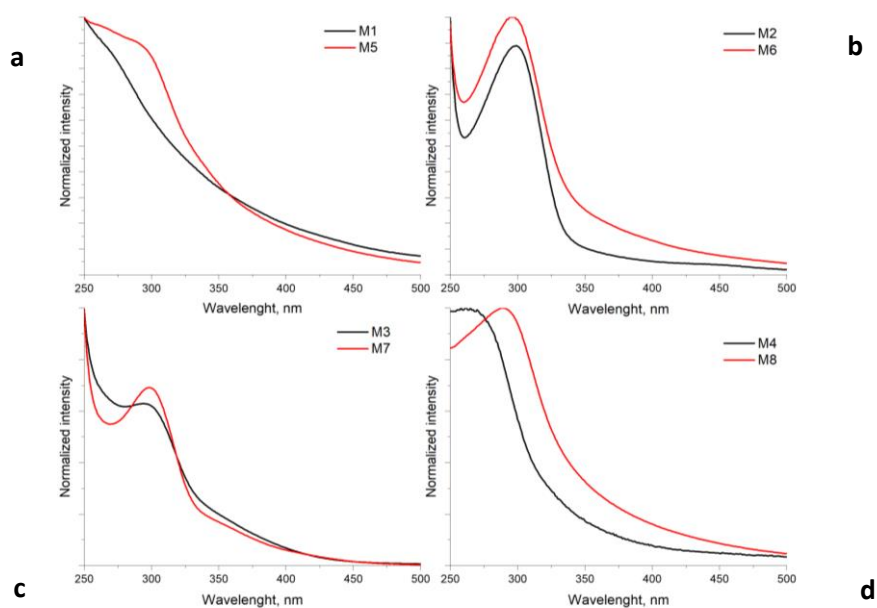 a
M1
M5
Normalized intensity
250 300 350 400 450 500
Wavelenght, nm
b
M2
M6
Normalized intensity
250 300 350 400 450 500
Wavelenght, nm
c
M3
M7
Normalized intensity
250 300 350 400 450 500
Wavelenght, nm
d
M4
M8
Normalized intensity
250 300 350 400 450 500
Wavelenght, nm